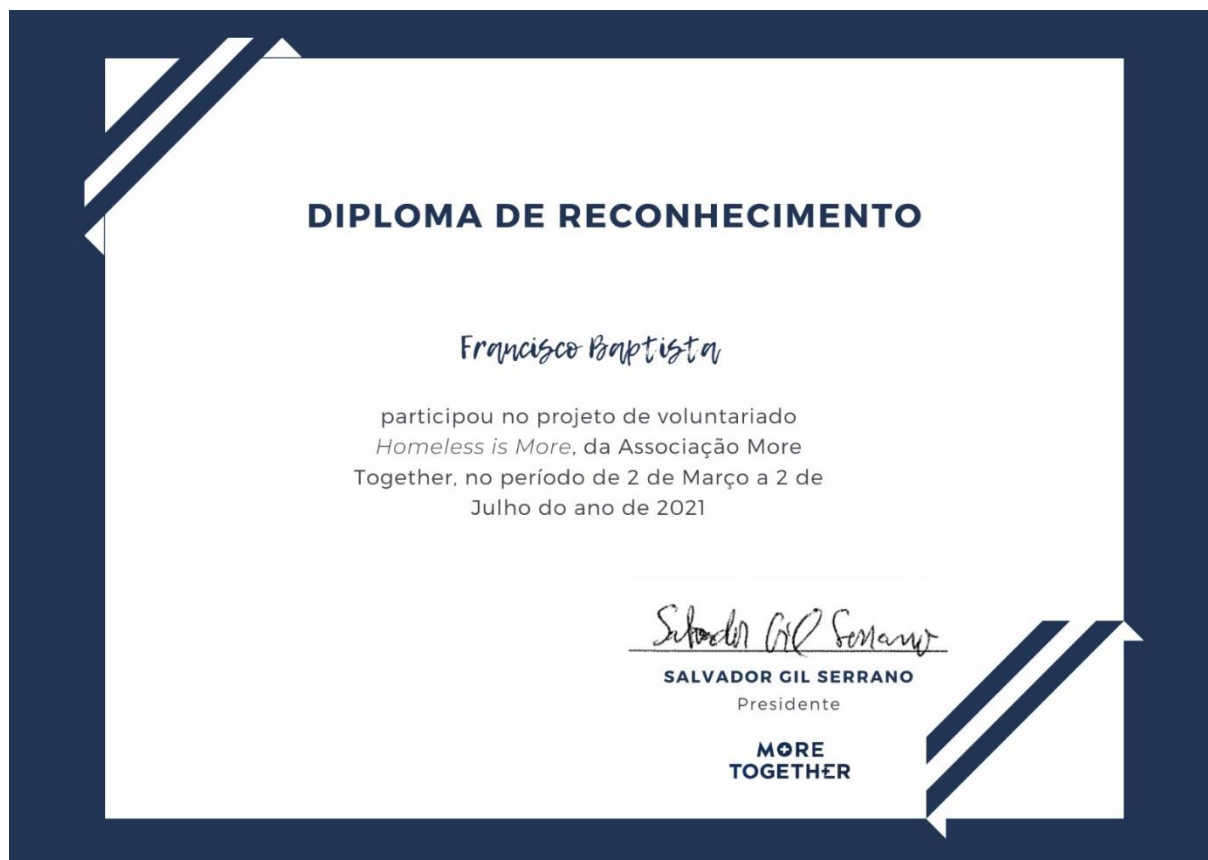 DIPLOMA DE RECONHECIMENTO
Francisco Baptista
participou no projeto de voluntariado
Homeless is More, da Associação More
Together, no período de 2 de Março a 2 de
Julho do ano de 2021
Salvador Gil Serrano
SALVADOR GIL SERRANO
Presidente
MORE
TOGETHER